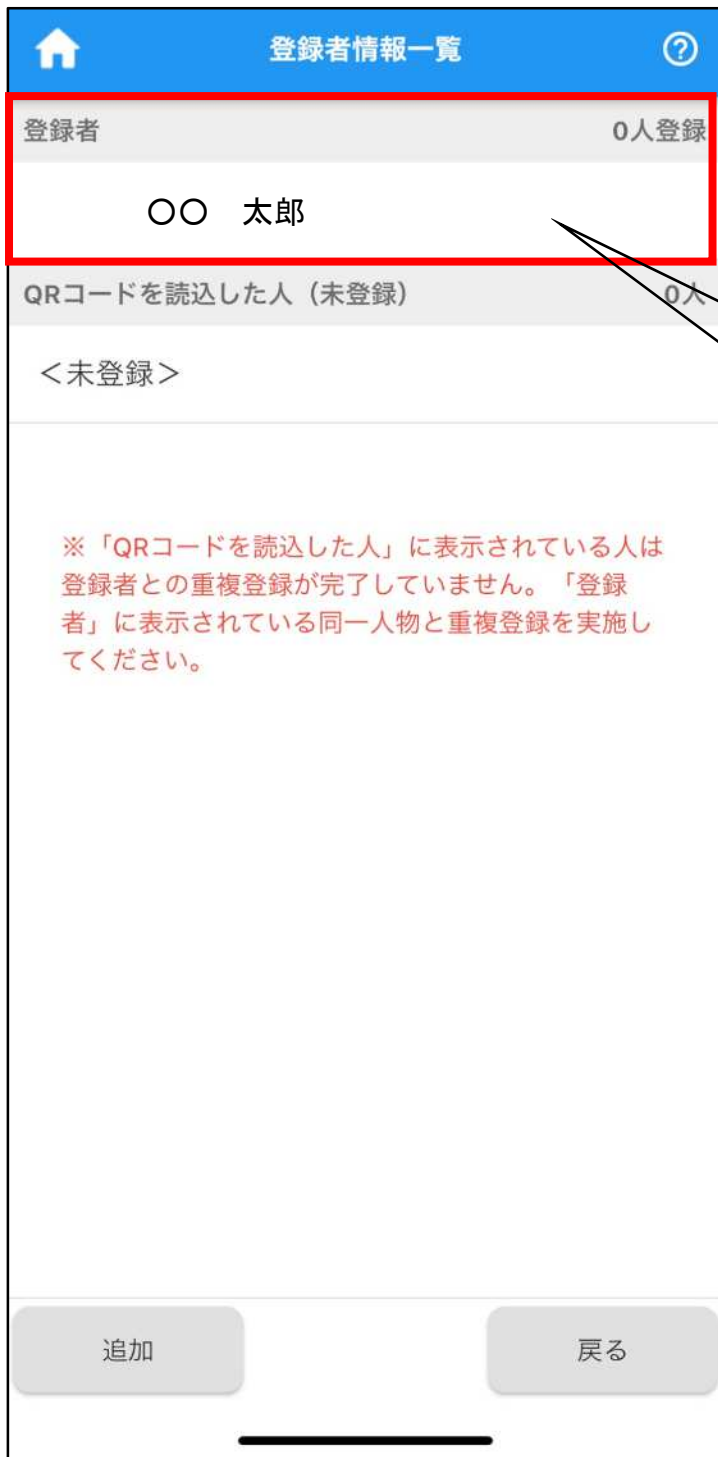 登録者情報一覧
登録者 0人登録
〇〇 太郎
QRコードを読込した人（未登録） 0人
＜未登録＞
※「QRコードを読込した人」に表示されている人は
登録者との重複登録が完了していません。「登録
者」に表示されている同一人物と重複登録を実施し
てください。
追加 戻る